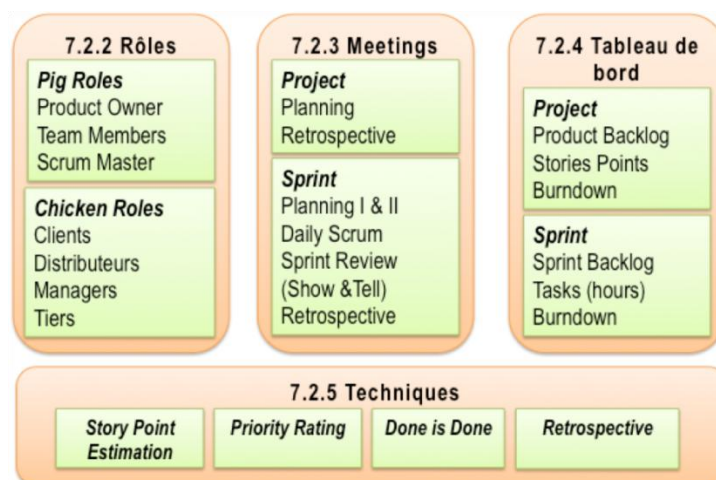 7.2.2 Rôles
Pig Roles
Product Owner
Team Members
Scrum Master
Chicken Roles
Clients
Distributeurs
Managers
Tiers
7.2.3 Meetings
Project
Planning
Retrospective
Sprint
Planning I & II
Daily Scrum
Sprint Review
(Show &Tell)
Retrospective
7.2.4 Tableau de
bord
Project
Product Backlog
Stories Points
Burndown
Sprint
Sprint Backlog
Tasks (hours)
Burndown
7.2.5 Techniques
Story Point
Estimation
Priority Rating
Done is Done
Retrospective